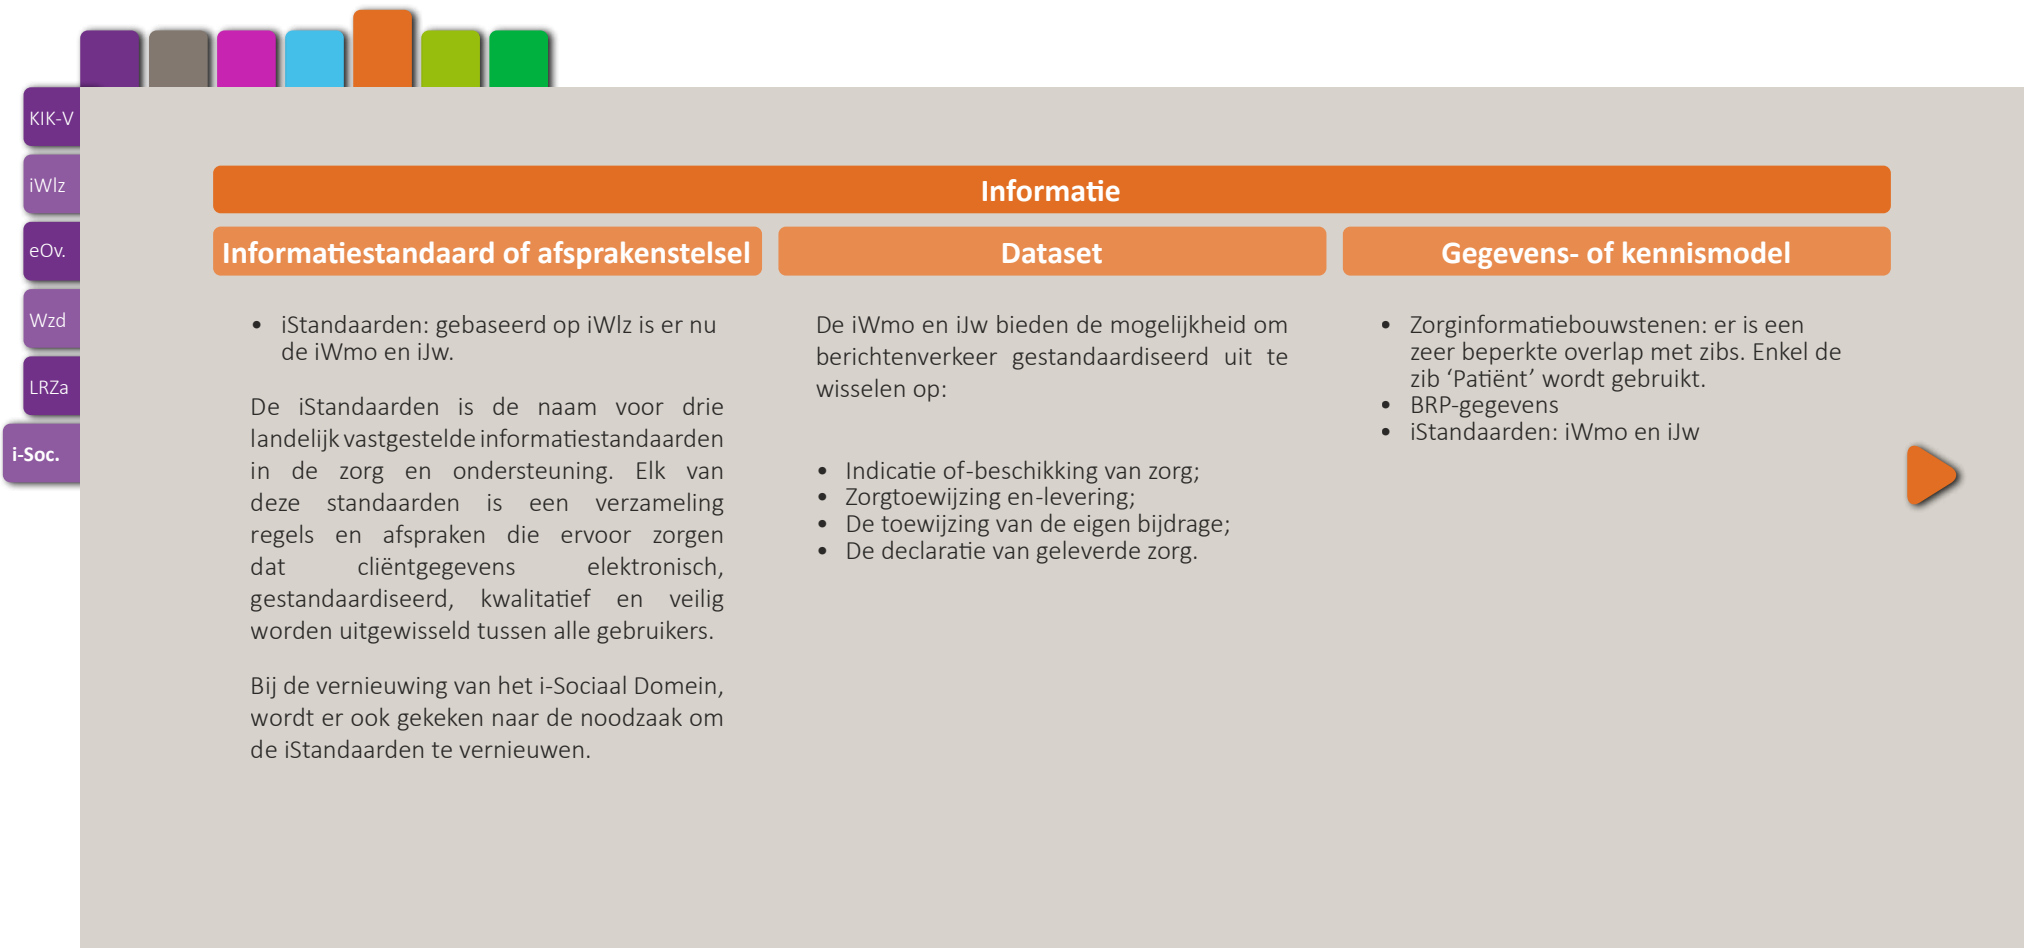 KIK-V
iWlz
eOv.
Wzd
LRZa
i-Soc.
Informatie
Informatiestandaard of afsprakenstelsel
• iStandaarden: gebaseerd op iWlz is er nu
de iWmo en iJw.
De iStandaarden is de naam voor drie
landelijk vastgestelde informatiestandaarden
in de zorg en ondersteuning. Elk van
deze standaarden is een verzameling
regels en afspraken die ervoor zorgen
dat cliëntgegevens elektronisch,
gestandaardiseerd, kwalitatief en veilig
worden uitgewisseld tussen alle gebruikers.
Bij de vernieuwing van het i-Sociaal Domein,
wordt er ook gekeken naar de noodzaak om
de iStandaarden te vernieuwen.
Dataset
De iWmo en iJw bieden de mogelijkheid om
berichtenverkeer gestandaardiseerd uit te
wisselen op:
• Indicatie of-beschikking van zorg;
• Zorgtoewijzing en-levering;
• De toewijzing van de eigen bijdrage;
• De declaratie van geleverde zorg.
Gegevens- of kennismodel
• Zorginformatiebouwstenen: er is een
zeer beperkte overlap met zibs. Enkel de
zib ‘Patiënt’ wordt gebruikt.
• BRP-gegevens
• iStandaarden: iWmo en iJw